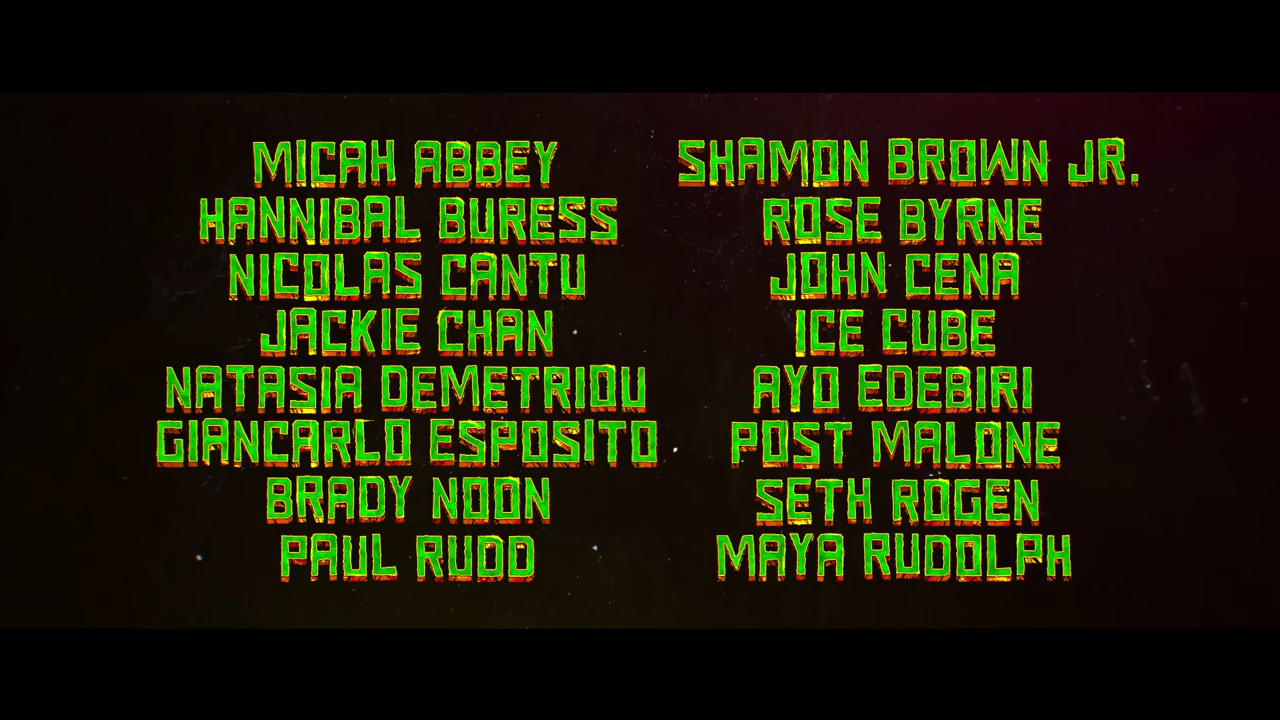 MICAH ABBEY
SHAMON BROWN JR.
HANNIBAL BURESS
ROSE BYRNE
NICOLAS CANTU
JOHN CENA
JACKIE CHAN
ICE CUBE
NATASIA DEMETRIOU
AYO EDEBIRI
GIANCARLO ESPOSITO
POST MALONE
BRADY NOON
SETH ROGEN
PAUL RUDD
MAYA RUDOLPH